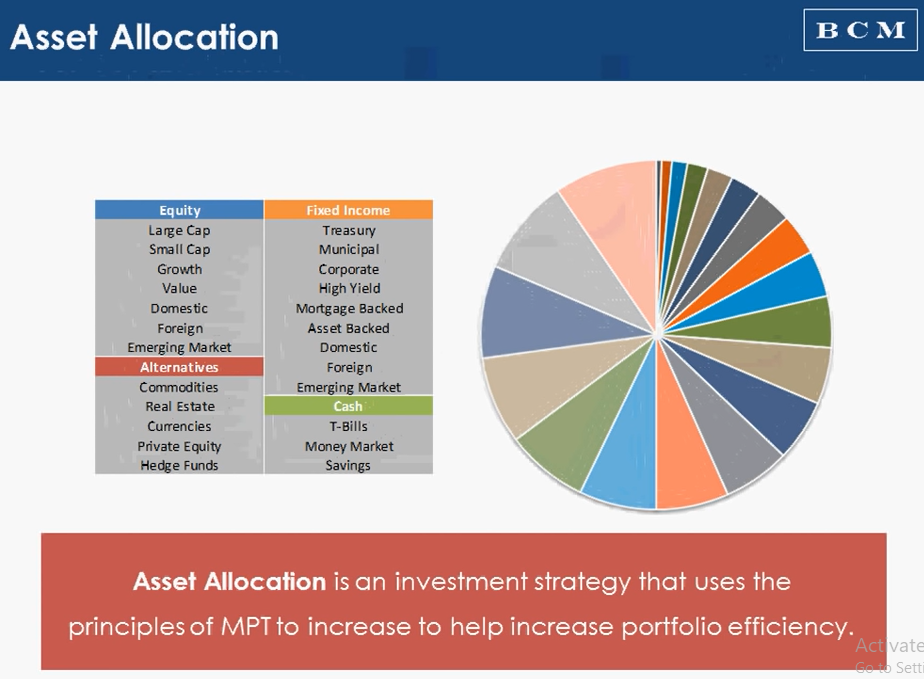 Asset Allocation
BCM
Equity
Large Cap
Small Cap
Growth
Value
Domestic
Foreign
Emerging Market
Alternatives
Commodities
Real Estate
Currencies
Private Equity
Hedge Funds
Fixed Income
Treasury
Municipal
Corporate
High Yield
Mortgage Backed
Asset Backed
Domestic
Foreign
Emerging Market
Cash
T-Bills
Money Market
Savings
Asset Allocation is an investment strategy that uses the
principles of MPT to increase to help increase portfolio efficiency.
Activate
Go to Setti